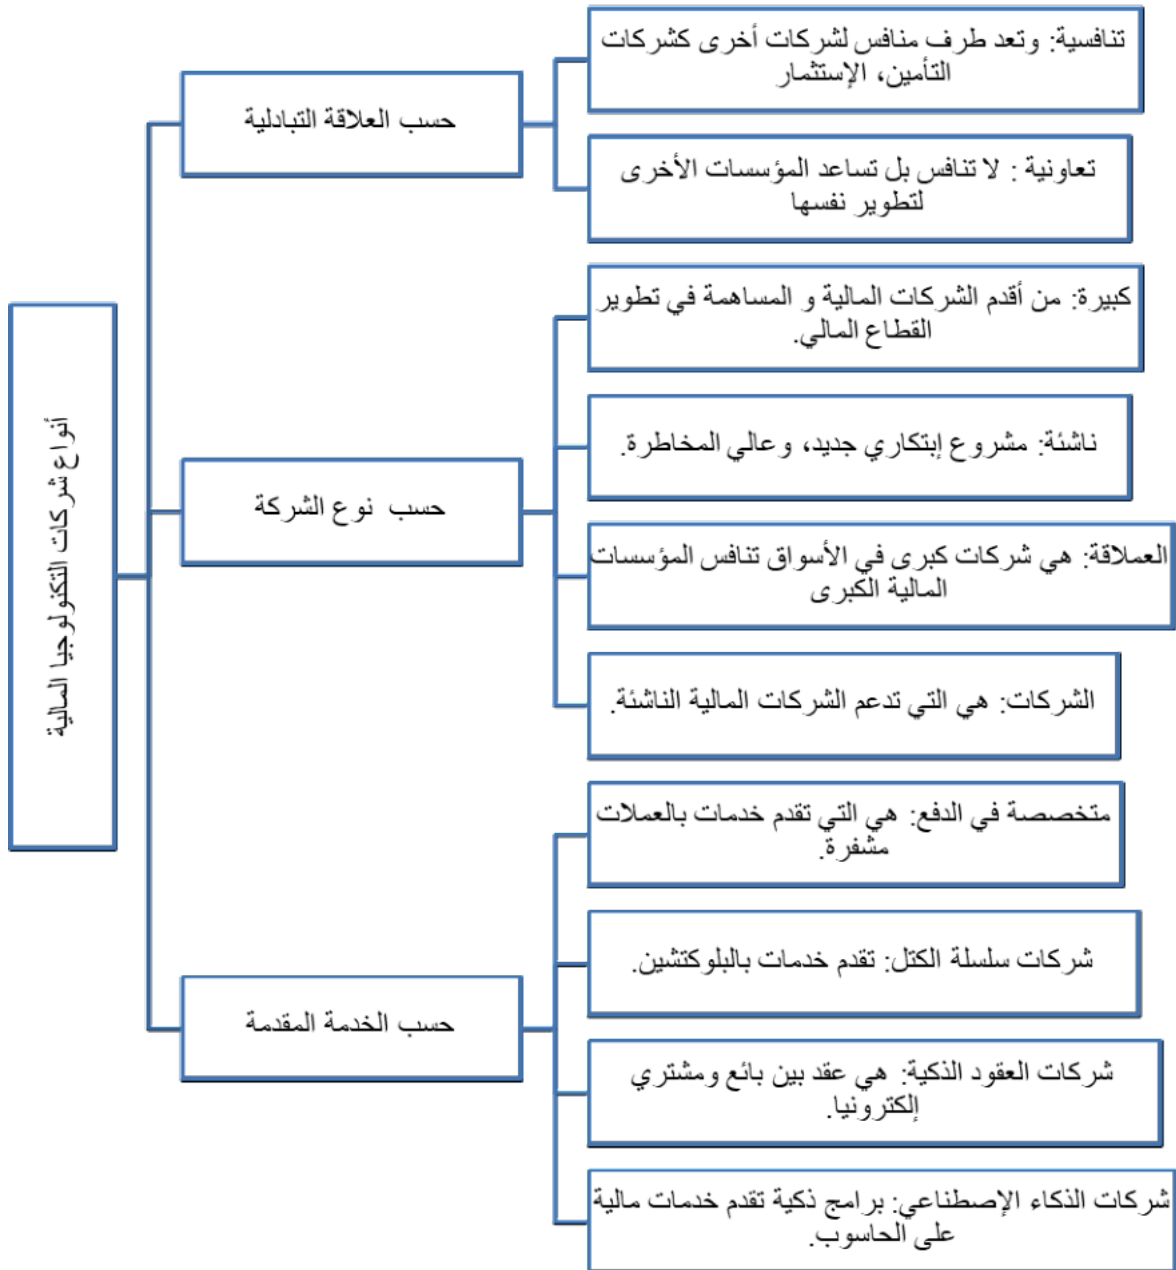 أنواع شركات التكنولوجيا المالية
حسب العلاقة التبادلية
تنافسية: وتعد طرف منافس لشركات أخرى كشركات
التأمين، الإستثمار
تعاونية : لا تنافس بل تساعد المؤسسات الأخرى
لتطوير نفسها
حسب نوع الشركة
كبيرة: من أقدم الشركات المالية و المساهمة في تطوير
القطاع المالي.
ناشئة: مشروع إبتكاري جديد، وعالي المخاطرة.
العملاقة: هي شركات كبرى في الأسواق تنافس المؤسسات
المالية الكبرى
الشركات: هي التي تدعم الشركات المالية الناشئة.
حسب الخدمة المقدمة
متخصصة في الدفع: هي التي تقدم خدمات بالعملات
مشفرة.
شركات سلسلة الكتل: تقدم خدمات بالبلوكتشين.
شركات العقود الذكية: هي عقد بين بائع ومشتري
إلكترونيا.
شركات الذكاء الإصطناعي: برامج ذكية تقدم خدمات مالية
على الحاسوب.